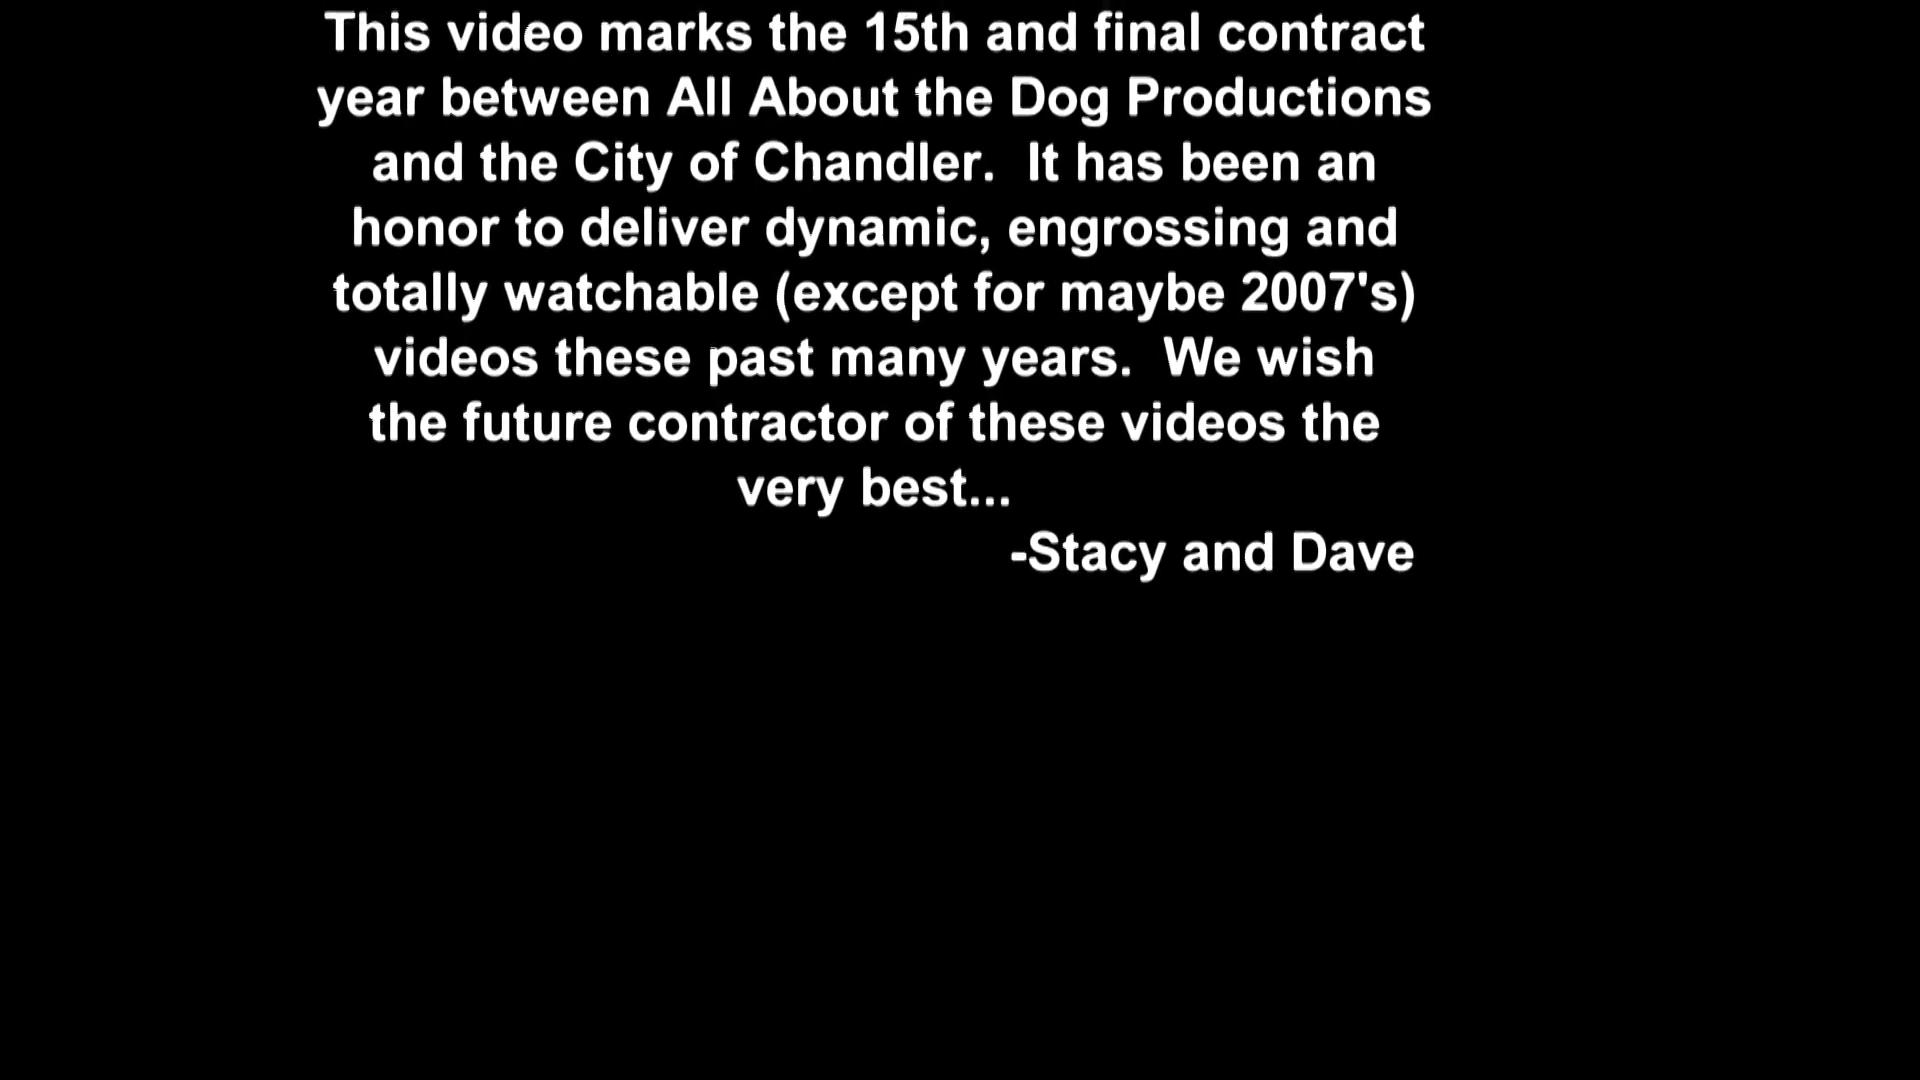 This video marks the 15th and final contract
year between All About the Dog Productions
and the City of Chandler.  It has been an
honor to deliver dynamic, engrossing and
totally watchable (except for maybe 2007's)
videos these past many years.  We wish
the future contractor of these videos the
very best...
-Stacy and Dave